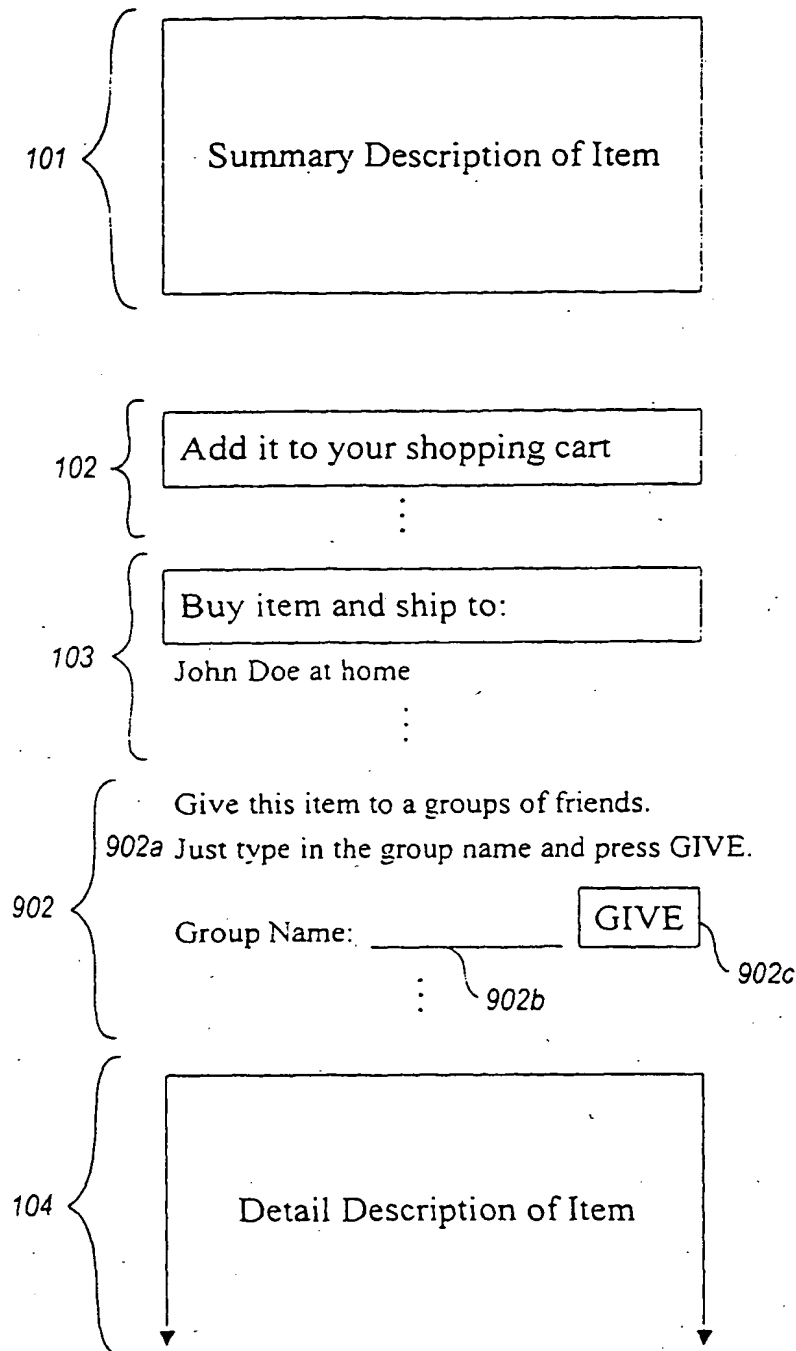 101
Summary Description of Item
102
Add it to your shopping cart
103
Buy item and ship to:
John Doe at home
902
Give this item to a groups of friends.
902a Just type in the group name and press GIVE.
Group Name: GIVE
902b
902c
104
Detail Description of Item